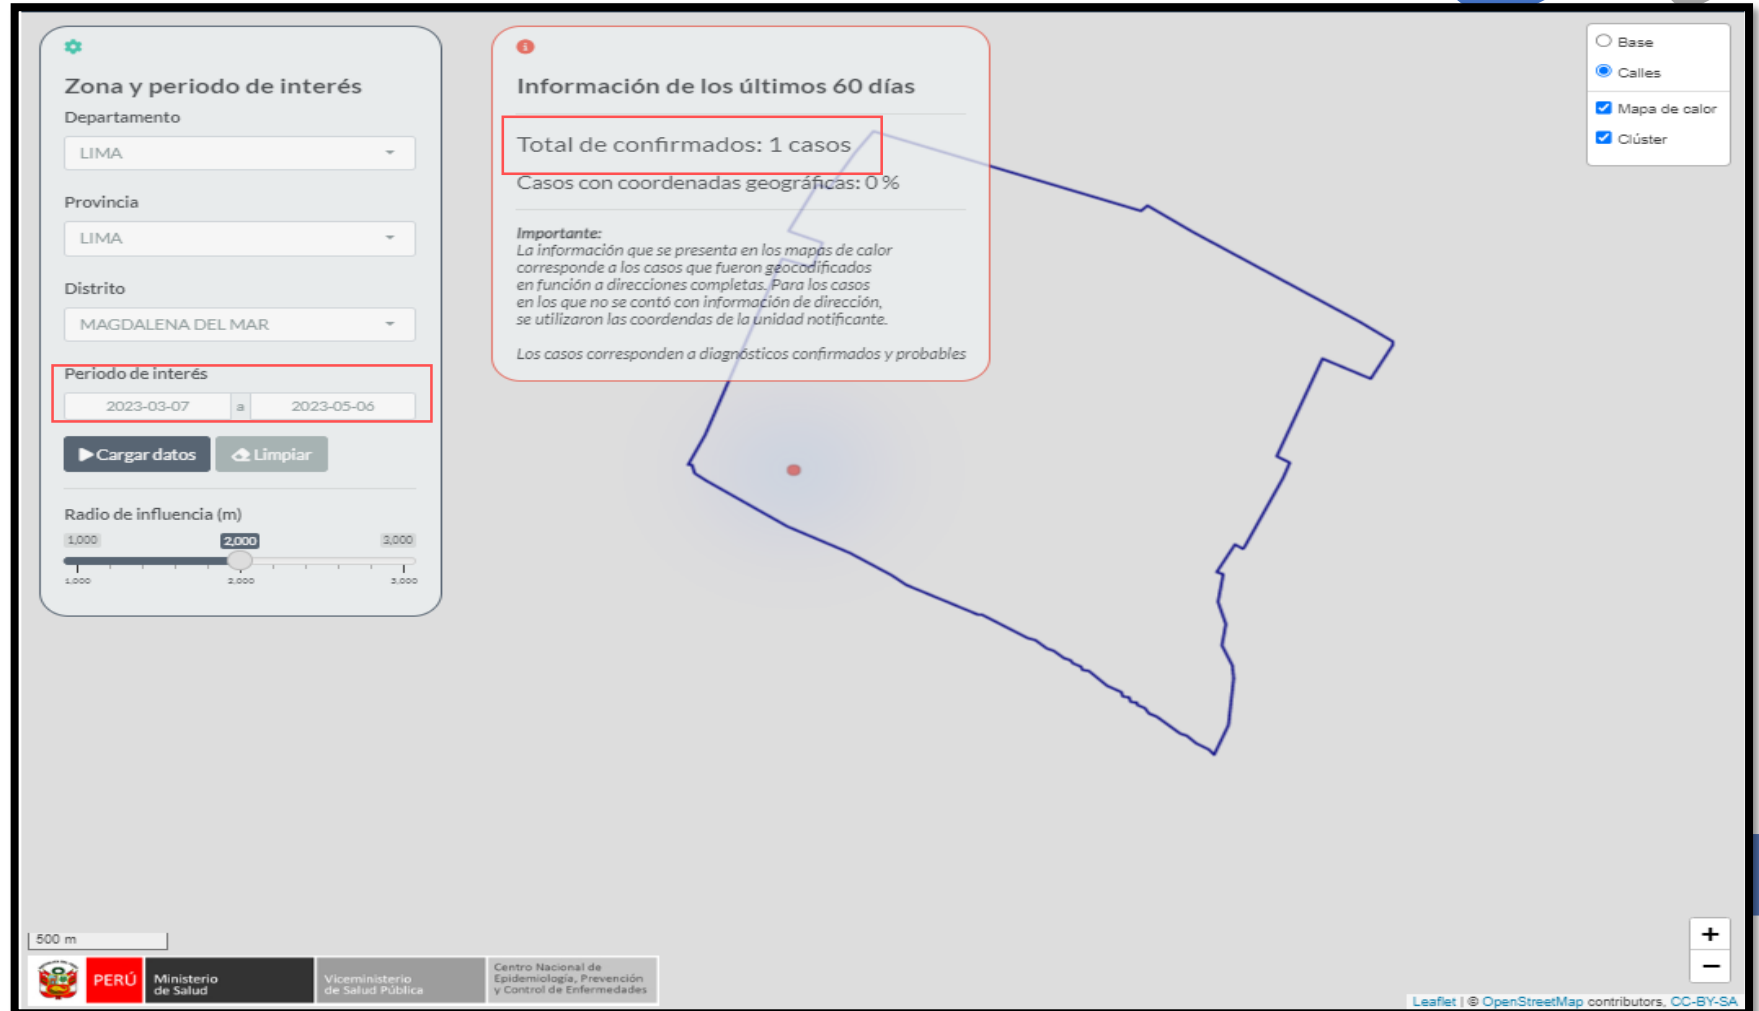 Zona y periodo de interés
Departamento
LIMA
Provincia
LIMA
Distrito
MAGDALENA DEL MAR
Periodo de interés
2023-03-07 a 2023-05-06
Cargar datos Limpiar
Radio de influencia (m)
1,000 2,000 3,000
1,000 2,000 3,000
Información de los últimos 60 días
Total de confirmados: 1 casos
Casos con coordenadas geográficas: 0 %
Importante:
La información que se presenta en los mapas de calor
corresponde a los casos que fueron geocodificados
en función a direcciones completas. Para los casos
en los que no se contó con información de dirección,
se utilizaron las coordendas de la unidad notificante.
Los casos corresponden a diagnósticos confirmados y probables
Base
Calles
Mapa de calor
Clúster
500 m
PERÚ
Ministerio
de Salud
Viceministerio
de Salud Pública
Centro Nacional de
Epidemiología, Prevención
y Control de Enfermedades
+
−
Leaflet | © OpenStreetMap contributors, CC-BY-SA